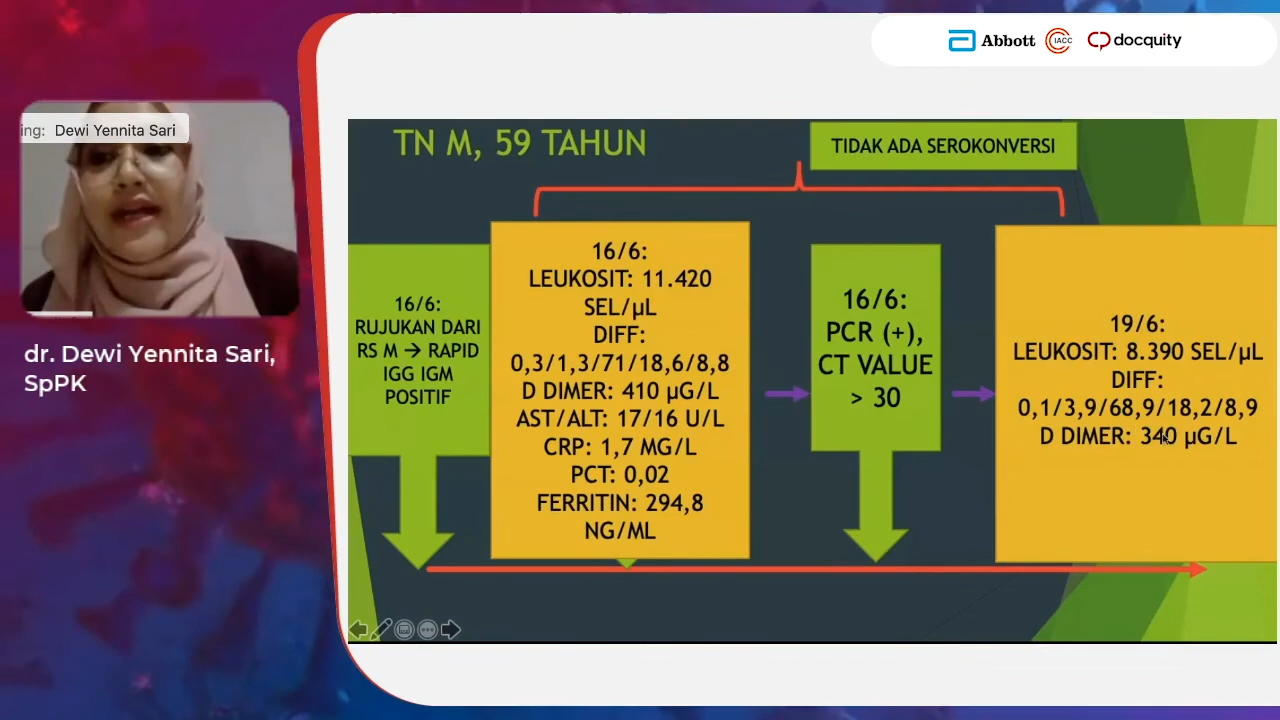 Abbott IACC docquity
ing: Dewi Yennita Sari
dr. Dewi Yennita Sari,
SpPK
TN M, 59 TAHUN
TIDAK ADA SEROKONVERSI
16/6:
RUJUKAN DARI
RS M → RAPID
IGG IGM
POSITIF
16/6:
LEUKOSIT: 11.420
SEL/µL
DIFF:
0,3/1,3/71/18,6/8,8
D DIMER: 410 µG/L
AST/ALT: 17/16 U/L
CRP: 1,7 MG/L
PCT: 0,02
FERRITIN: 294,8
NG/ML
16/6:
PCR (+),
CT VALUE
> 30
19/6:
LEUKOSIT: 8.390 SEL/µL
DIFF:
0,1/3,9/68,9/18,2/8,9
D DIMER: 340 µG/L